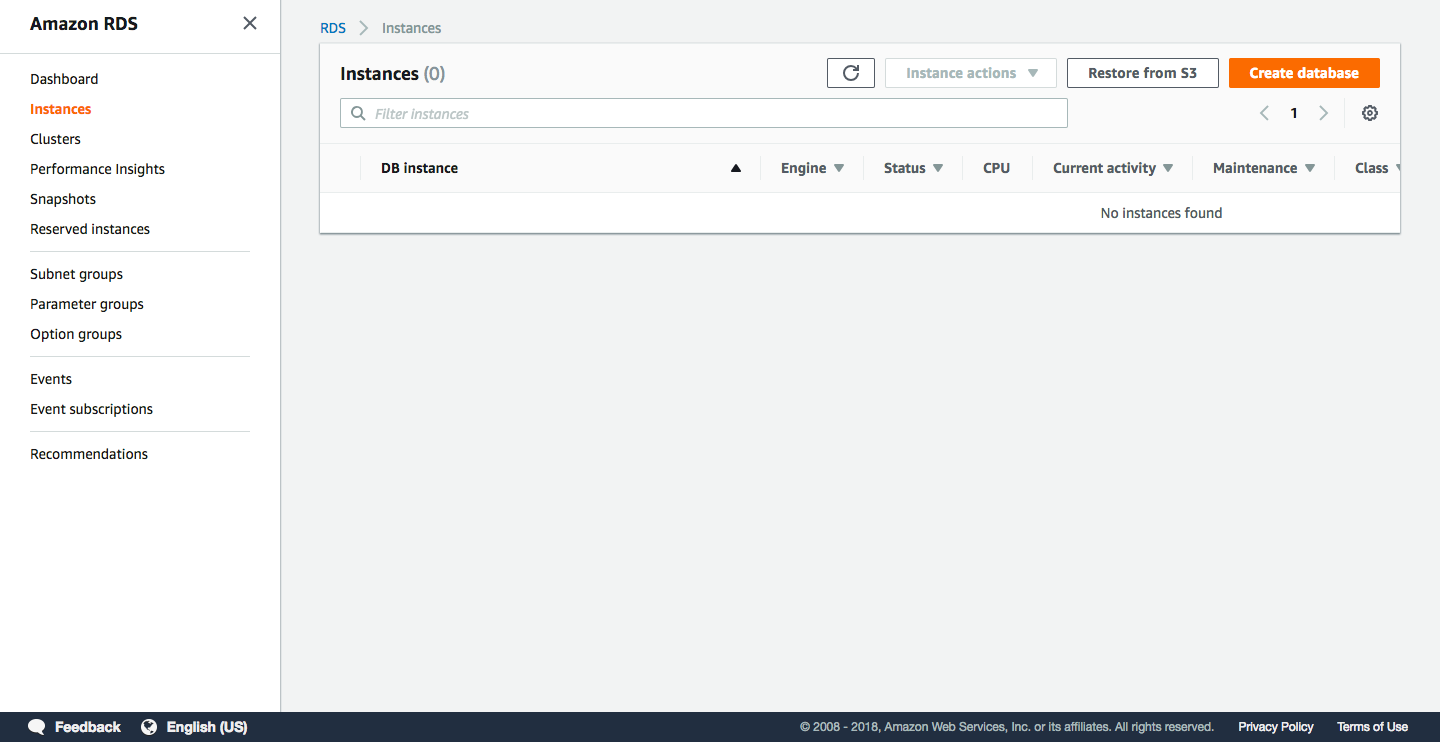 Amazon RDS
Dashboard
Instances
Clusters
Performance Insights
Snapshots
Reserved instances
Subnet groups
Parameter groups
Option groups
Events
Event subscriptions
Recommendations
RDS Instances
Instances (0)
Instance actions
Restore from S3
Create database
Filter instances
1
DB instance Engine Status CPU Current activity Maintenance Class
No instances found
Feedback English (US) © 2008 - 2018, Amazon Web Services, Inc. or its affiliates. All rights reserved. Privacy Policy Terms of Use